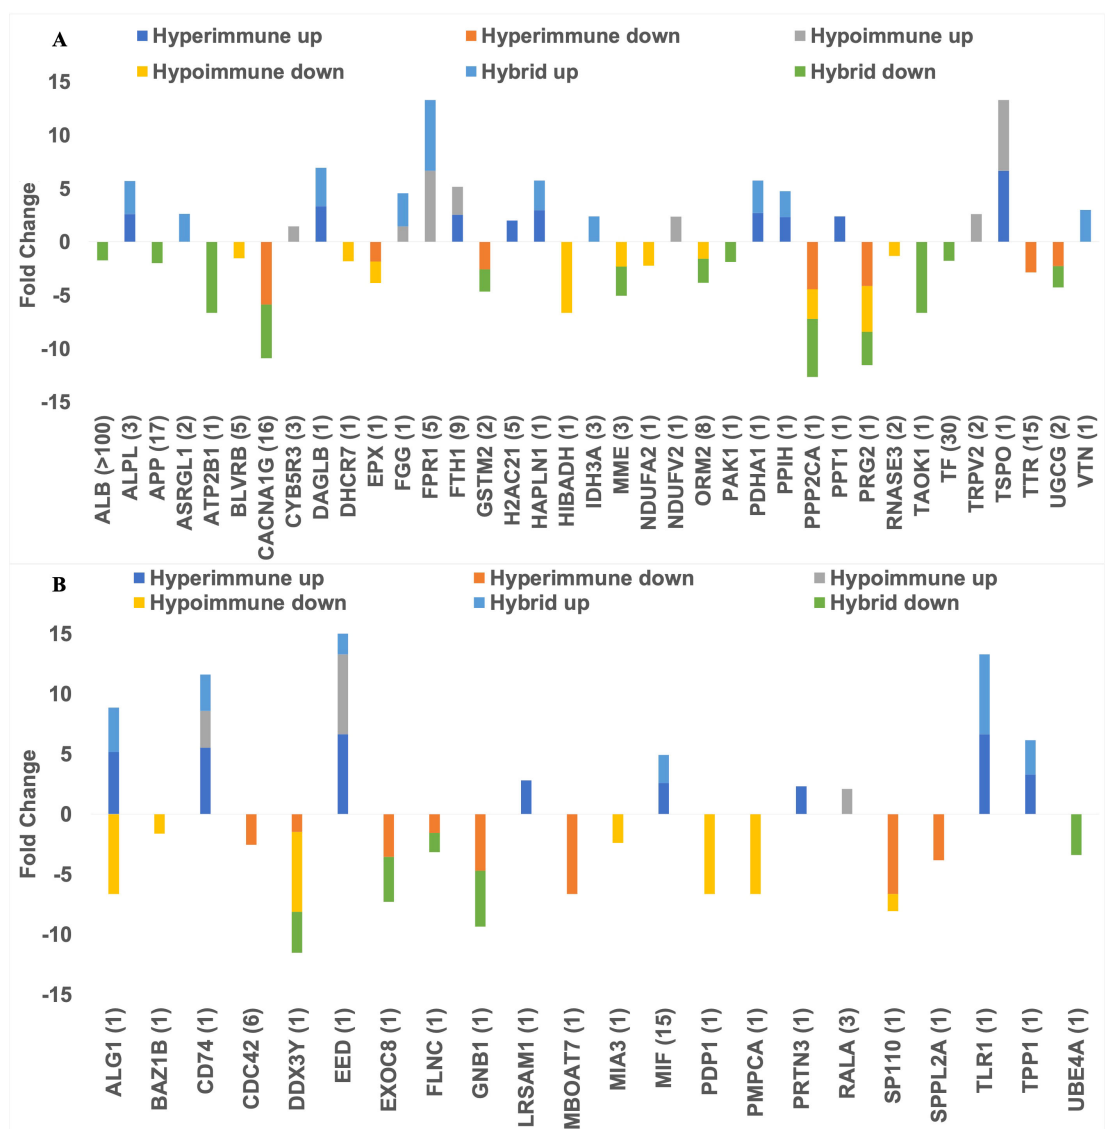 A
Hyperimmune up
Hyperimmune down
Hypoimmune up
Hypoimmune down
Hybrid up
Hybrid down
Fold Change
15
10
5
0
-5
-10
-15
ALB (>100)
ALPL (3)
APP (17)
ASRGL1 (2)
ATP2B1 (1)
BLVRB (5)
CACNA1G (16)
CYB5R3 (3)
DAGLB (1)
DHCR7 (1)
EPX (1)
FGG (1)
FPR1 (5)
FTH1 (9)
GSTM2 (2)
H2AC21 (5)
HAPLN1 (1)
HIBADH (1)
IDH3A (3)
MME (3)
NDUFA2 (1)
NDUFV2 (1)
ORM2 (8)
PAK1 (1)
PDHA1 (1)
PPIH (1)
PPP2CA (1)
PPT1 (1)
PRG2 (1)
RNASE3 (2)
TAOK1 (1)
TF (30)
TRPV2 (2)
TSPO (1)
TTR (15)
UGCG (2)
VTN (1)
B
Hyperimmune up
Hyperimmune down
Hypoimmune up
Hypoimmune down
Hybrid up
Hybrid down
Fold Change
15
10
5
0
-5
-10
-15
ALG1 (1)
BAZ1B (1)
CD74 (1)
CDC42 (6)
DDX3Y (1)
EED (1)
EXOC8 (1)
FLNC (1)
GNB1 (1)
LRSAM1 (1)
MBOAT7 (1)
MIA3 (1)
MIF (15)
PDP1 (1)
PMPCA (1)
PRTN3 (1)
RALA (3)
SP110 (1)
SPPL2A (1)
TLR1 (1)
TPP1 (1)
UBE4A (1)